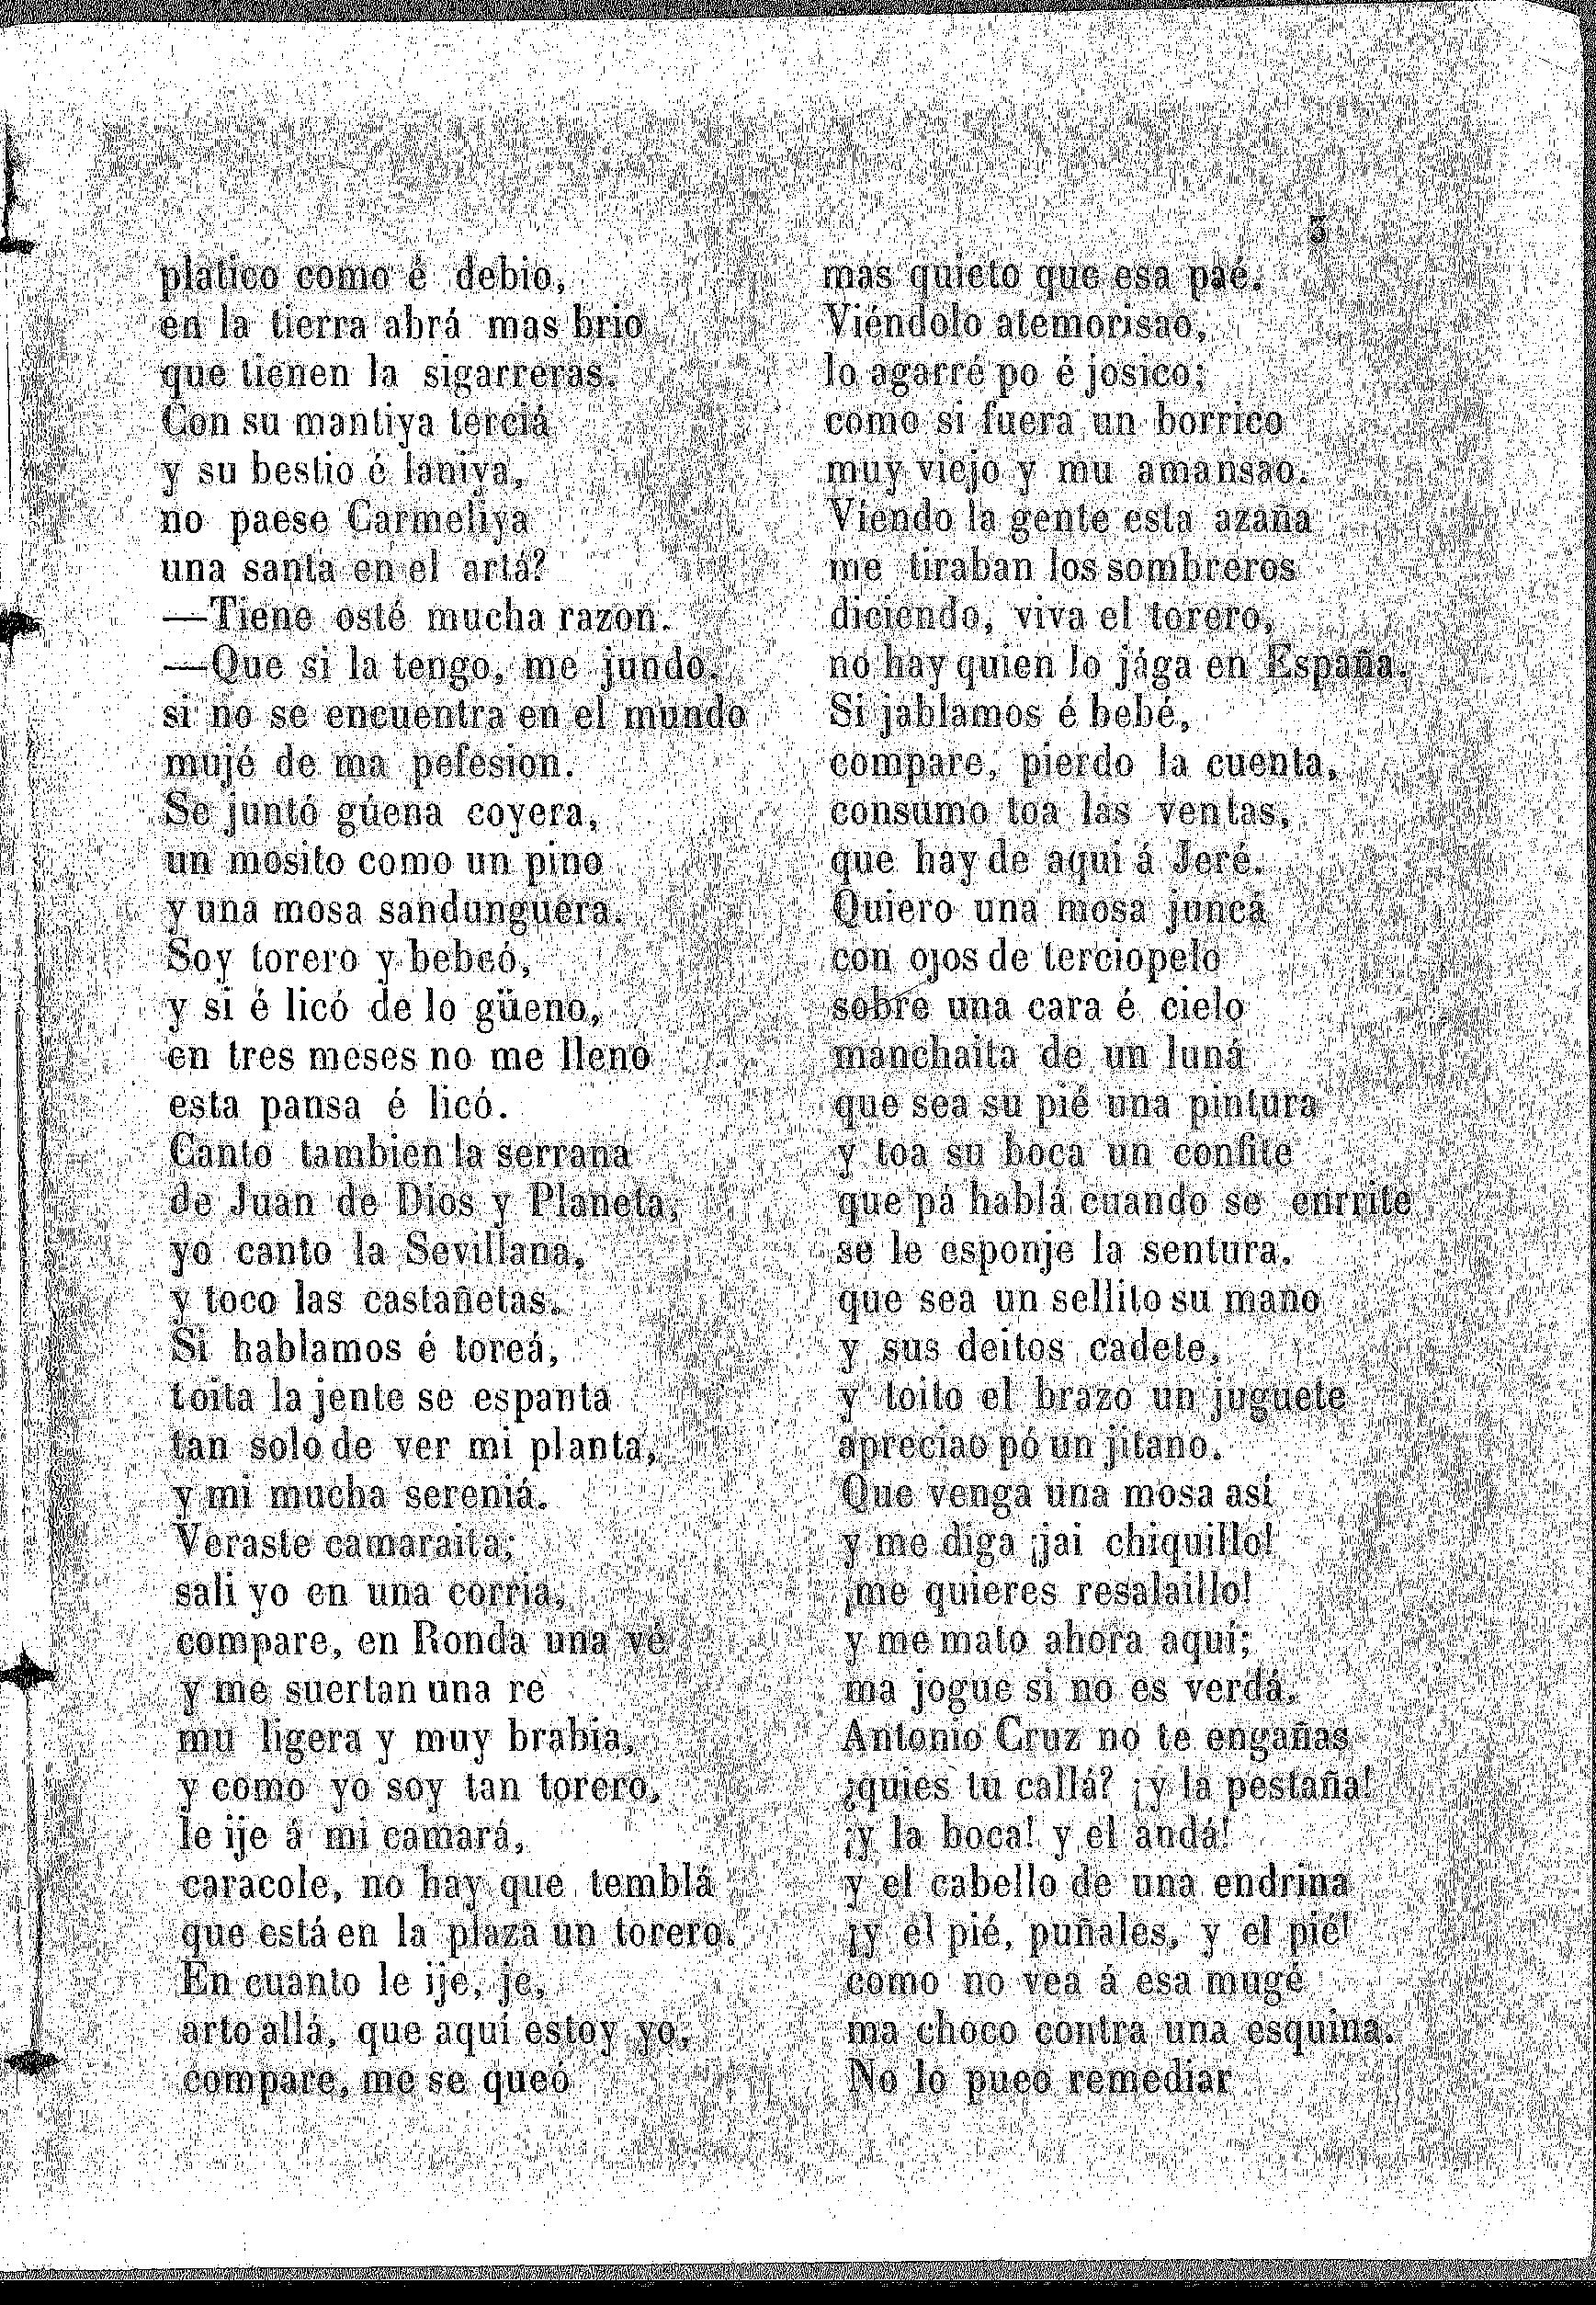 3
platico como é debio,
en la tierra abrá mas brio
que tienen la sigarreras.
Con su mantiya terciá
y su bestio é laniya,
no paese Carmeliya
una santa en el artá?
—Tiene osté mucha razon.
—Que si la tengo, me jundo,
si no se encuentra en el mundo
mujé de ma pefesion.
Se juntó gúena coyera,
un mosito como un pino
y una mosa sandunguera.
Soy torero y bebeó,
y si é licó de lo güeno,
en tres meses no me lleno
esta pansa é licó.
Canto tambien la serrana
de Juan de Dios y Planeta,
yo canto la Sevillana,
y toco las castañetas.
Si hablamos é toreá,
toita la jente se espanta
tan solo de ver mi planta,
y mi mucha sereniá.
Veraste camaraita;
sali yo en una corria,
compare, en Ronda una vé
y me suertan una re
mu ligera y muy brabia,
y como yo soy tan torero,
le ije á mi camará,
caracole, no hay que temblá
que está en la plaza un torero.
En cuanto le ije, je,
arto allá, que aquí estoy yo,
compare, me se queó
mas quieto que esa paé.
Viéndolo atemorisao,
lo agarré po é josico;
como si fuera un borrico
muy viejo y mu amansao.
Viendo la gente esta azaña
me tiraban los sombreros
diciendo, viva el torero,
no hay quien lo jága en España.
Si jablamos é bebé,
compare, pierdo la cuenta,
consumo toa las ventas,
que hay de aqui á Jeré.
Quiero una mosa juncá
con ojos de terciopelo
sobre una cara é cielo
manchaita de un luná
que sea su pié una pintura
y toa su boca un confite
que pá hablá cuando se enrrite
se le esponje la sentura.
que sea un sellito su mano
y sus deitos cadete,
y toito el brazo un juguete
apreciao pó un jitano.
Que venga una mosa así
y me diga ¡jai chiquillo!
¡me quieres resalaillo!
y me mato ahora aquí;
ma jogue si no es verdá.
Antonio Cruz no te engañas
¿quies tu callá? ¡y la pestaña!
¡y la boca! y el andá!
y el cabello de una endrina
¡y el pié, puñales, y el pié!
como no vea á esa mugé
ma choco contra una esquina.
No lo pueo remediar